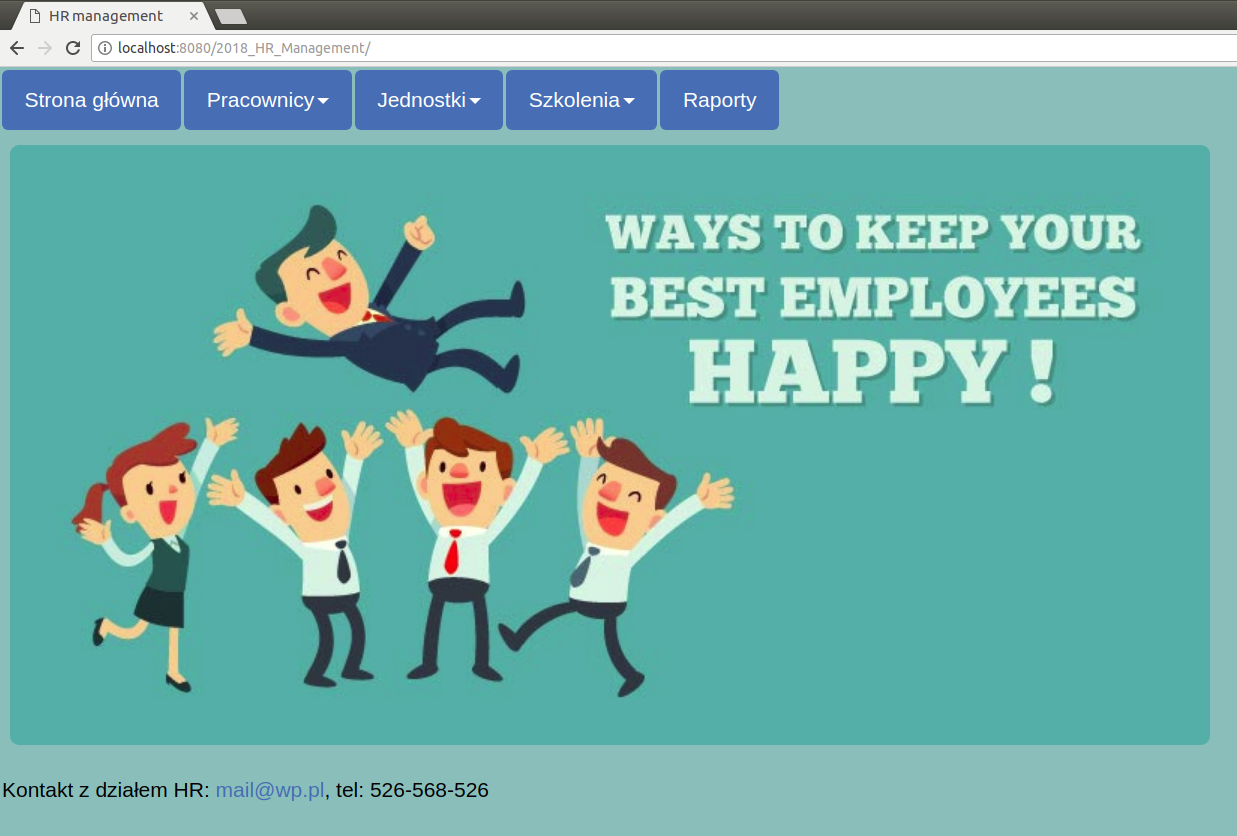 HR management
localhost:8080/2018_HR_Management/
Strona główna Pracownicy Jednostki Szkolenia Raporty
WAYS TO KEEP YOUR
BEST EMPLOYEES
HAPPY !
Kontakt z działem HR: mail@wp.pl, tel: 526-568-526